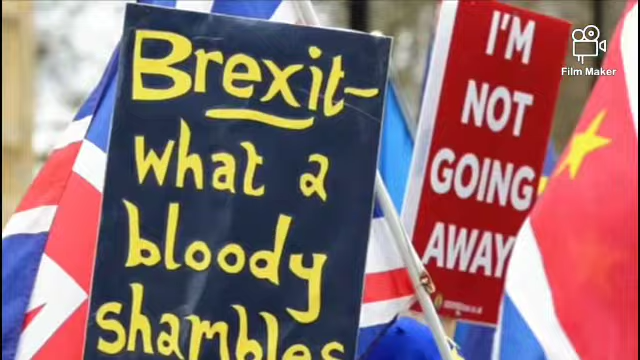 Brexit-
what a
bloody
shambles
I'M
NOT
GOING
AWAY
Film Maker